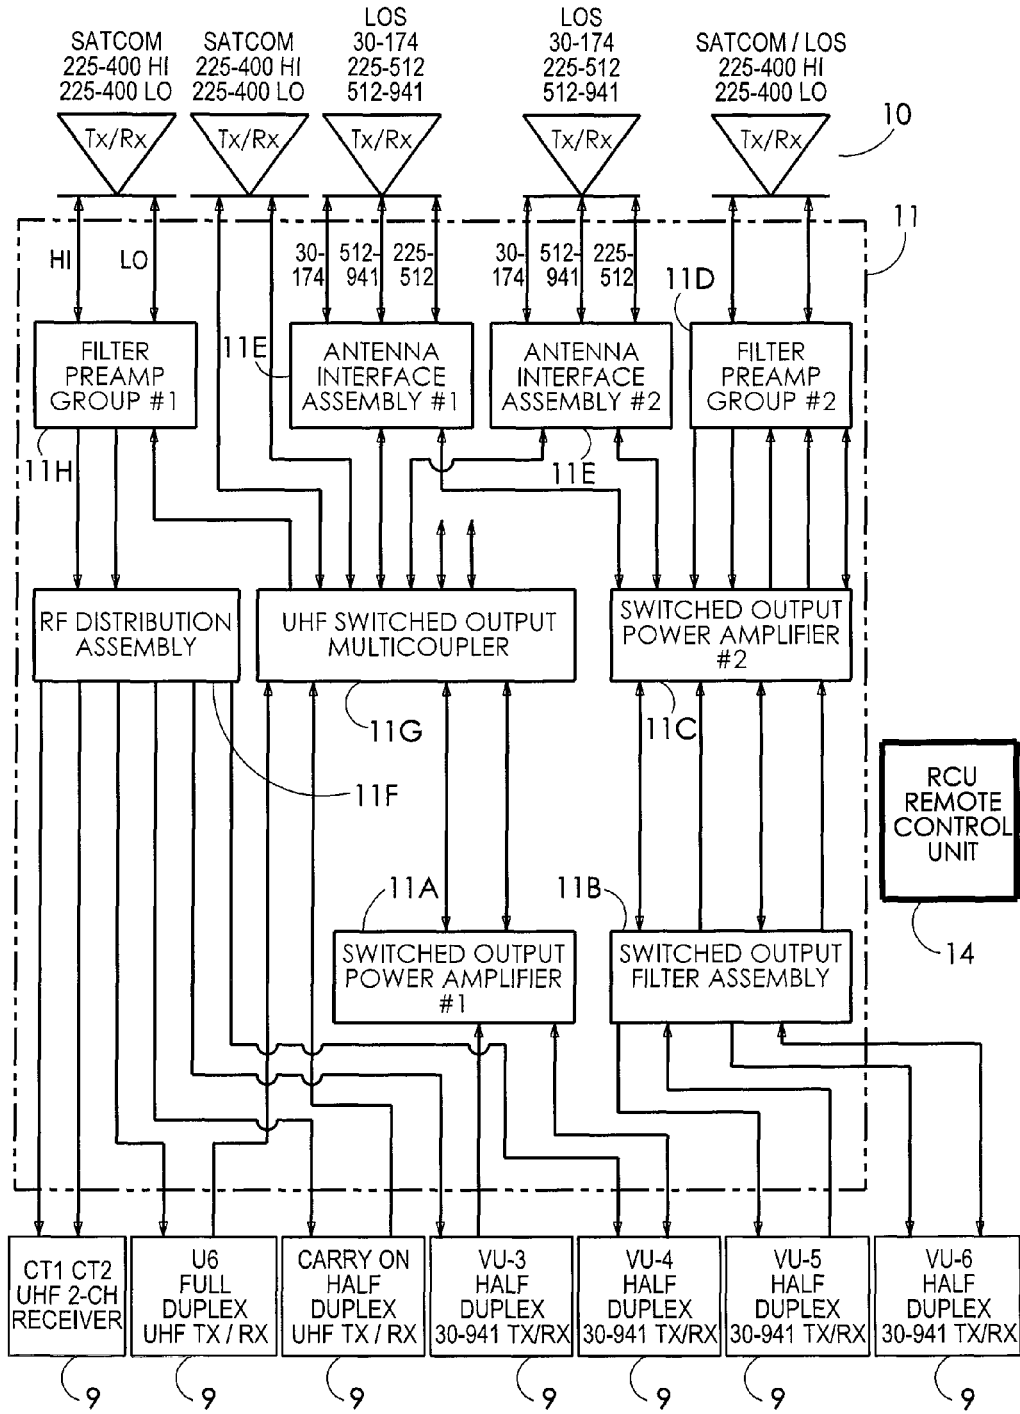 SATCOM
225-400 HI
225-400 LO
SATCOM
225-400 HI
225-400 LO
LOS
30-174
225-512
512-941
LOS
30-174
225-512
512-941
SATCOM / LOS
225-400 HI
225-400 LO
Tx/Rx
Tx/Rx
Tx/Rx
Tx/Rx
Tx/Rx
10
11
HI
LO
30-
174
512-
941
225-
512
30-
174
512-
941
225-
512
11D
11E
FILTER
PREAMP
GROUP #1
ANTENNA
INTERFACE
ASSEMBLY #1
ANTENNA
INTERFACE
ASSEMBLY #2
FILTER
PREAMP
GROUP #2
11H
11E
RF DISTRIBUTION
ASSEMBLY
UHF SWITCHED OUTPUT
MULTICOUPLER
SWITCHED OUTPUT
POWER AMPLIFIER
#2
11G
11C
11F
RCU
REMOTE
CONTROL
UNIT
14
11A
11B
SWITCHED OUTPUT
POWER AMPLIFIER
#1
SWITCHED OUTPUT
FILTER ASSEMBLY
CT1 CT2
UHF 2-CH
RECEIVER
U6
FULL
DUPLEX
UHF TX / RX
CARRY ON
HALF
DUPLEX
UHF TX / RX
VU-3
HALF
DUPLEX
30-941 TX/RX
VU-4
HALF
DUPLEX
30-941 TX/RX
VU-5
HALF
DUPLEX
30-941 TX/RX
VU-6
HALF
DUPLEX
30-941 TX/RX
9
9
9
9
9
9
9